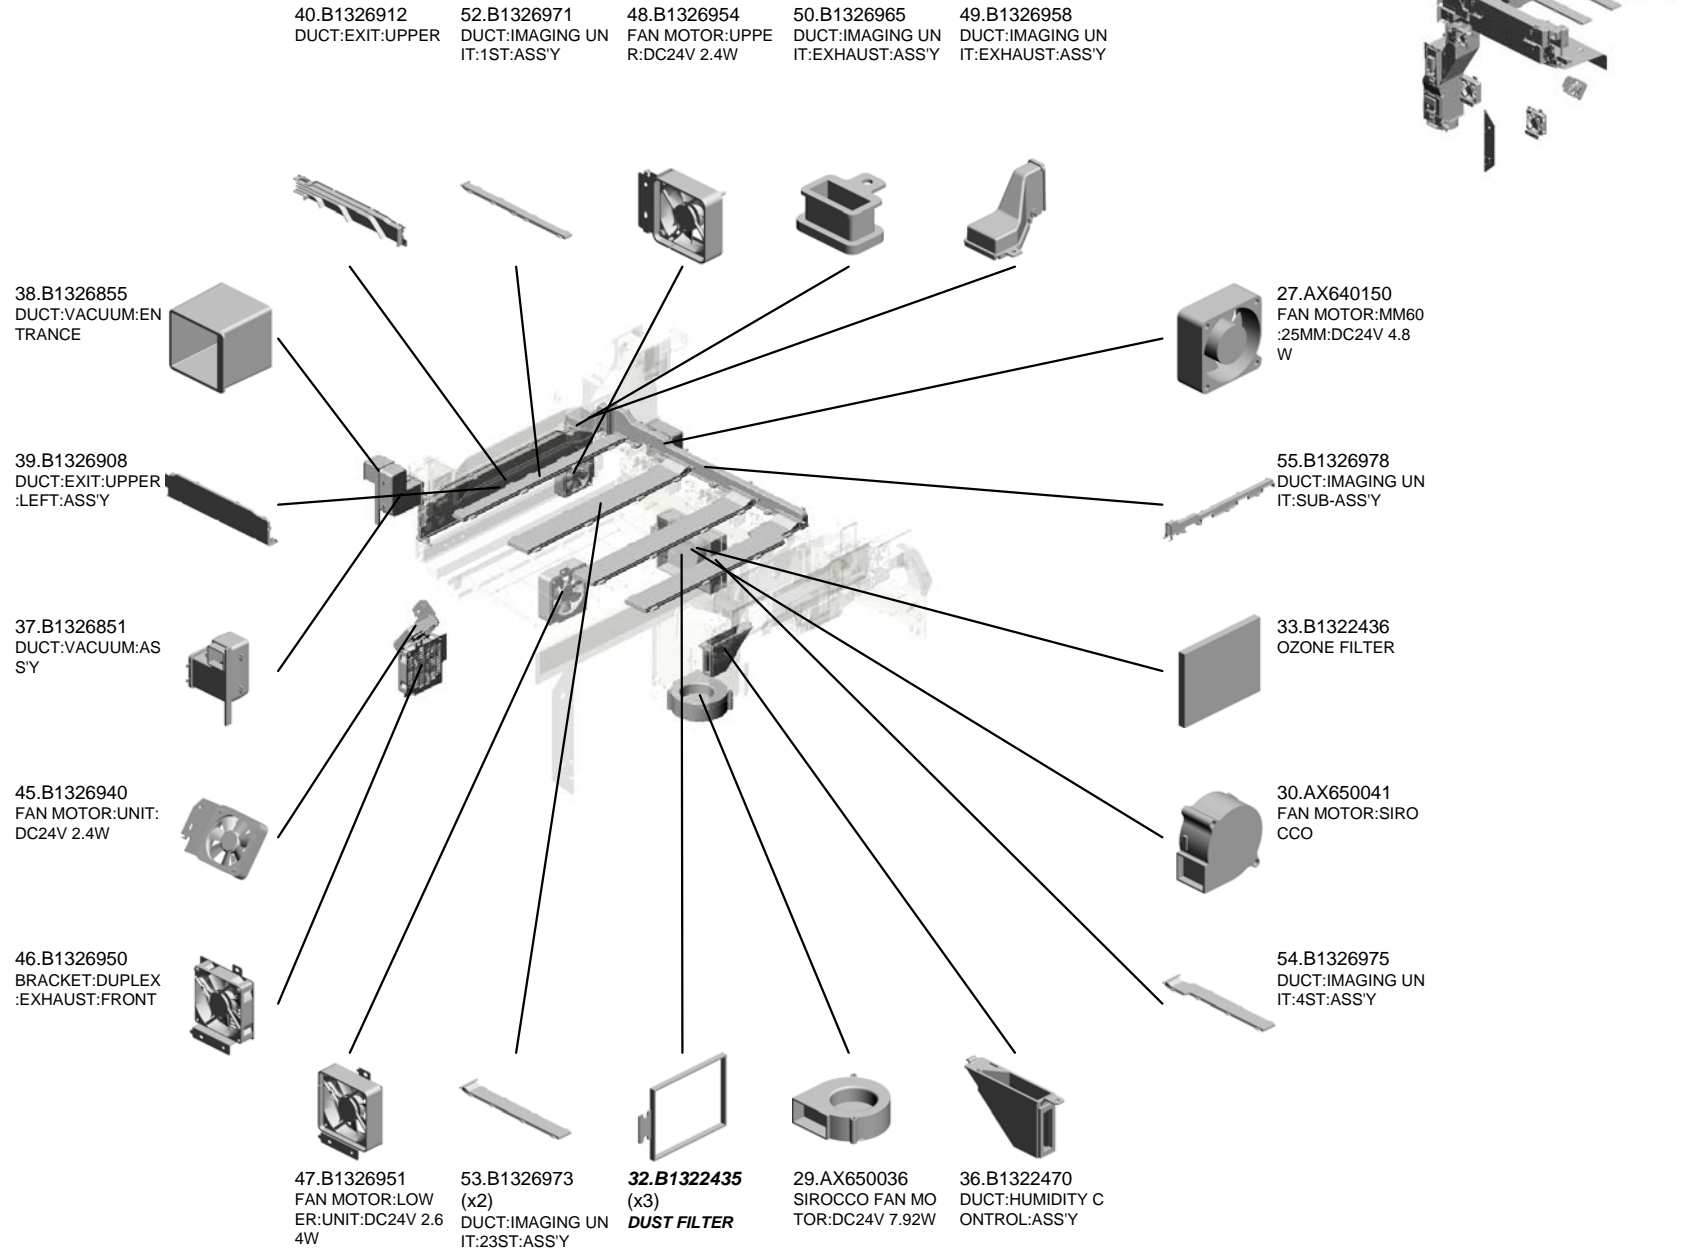 40.B1326912
DUCT:EXIT:UPPER
52.B1326971
DUCT:IMAGING UN
IT:1ST:ASS'Y
48.B1326954
FAN MOTOR:UPPE
R:DC24V 2.4W
50.B1326965
DUCT:IMAGING UN
IT:EXHAUST:ASS'Y
49.B1326958
DUCT:IMAGING UN
IT:EXHAUST:ASS'Y
38.B1326855
DUCT:VACUUM:EN
TRANCE
27.AX640150
FAN MOTOR:MM60
:25MM:DC24V 4.8
W
39.B1326908
DUCT:EXIT:UPPER
:LEFT:ASS'Y
55.B1326978
DUCT:IMAGING UN
IT:SUB-ASS'Y
37.B1326851
DUCT:VACUUM:AS
S'Y
33.B1322436
OZONE FILTER
45.B1326940
FAN MOTOR:UNIT:
DC24V 2.4W
30.AX650041
FAN MOTOR:SIRO
CCO
46.B1326950
BRACKET:DUPLEX
:EXHAUST:FRONT
54.B1326975
DUCT:IMAGING UN
IT:4ST:ASS'Y
47.B1326951
FAN MOTOR:LOW
ER:UNIT:DC24V 2.6
4W
53.B1326973
(x2)
DUCT:IMAGING UN
IT:23ST:ASS'Y
32.B1322435
(x3)
DUST FILTER
29.AX650036
SIROCCO FAN MO
TOR:DC24V 7.92W
36.B1322470
DUCT:HUMIDITY C
ONTROL:ASS'Y